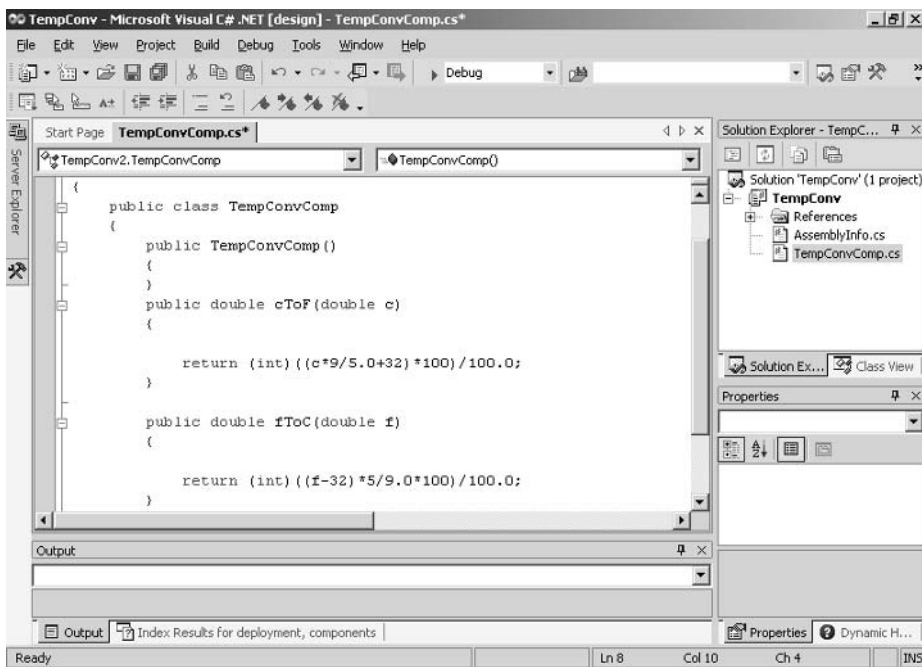 TempConv - Microsoft Visual C# .NET [design] - TempConvComp.cs*
File Edit View Project Build Debug Tools Window Help
Debug
Server Explorer
Start Page TempConvComp.cs*
TempConv2.TempConvComp TempConvComp()
{
public class TempConvComp
{
public TempConvComp()
{
}
public double cToF(double c)
{
return (int)((c*9/5.0+32)*100)/100.0;
}
public double fToC(double f)
{
return (int)((f-32)*5/9.0*100)/100.0;
}
Solution Explorer - TempC...
Solution 'TempConv' (1 project)
TempConv
References
AssemblyInfo.cs
TempConvComp.cs
Solution Ex... Class View
Properties
Output
Output Index Results for deployment, components
Properties Dynamic H...
Ready Ln 8 Col 10 Ch 4 INS